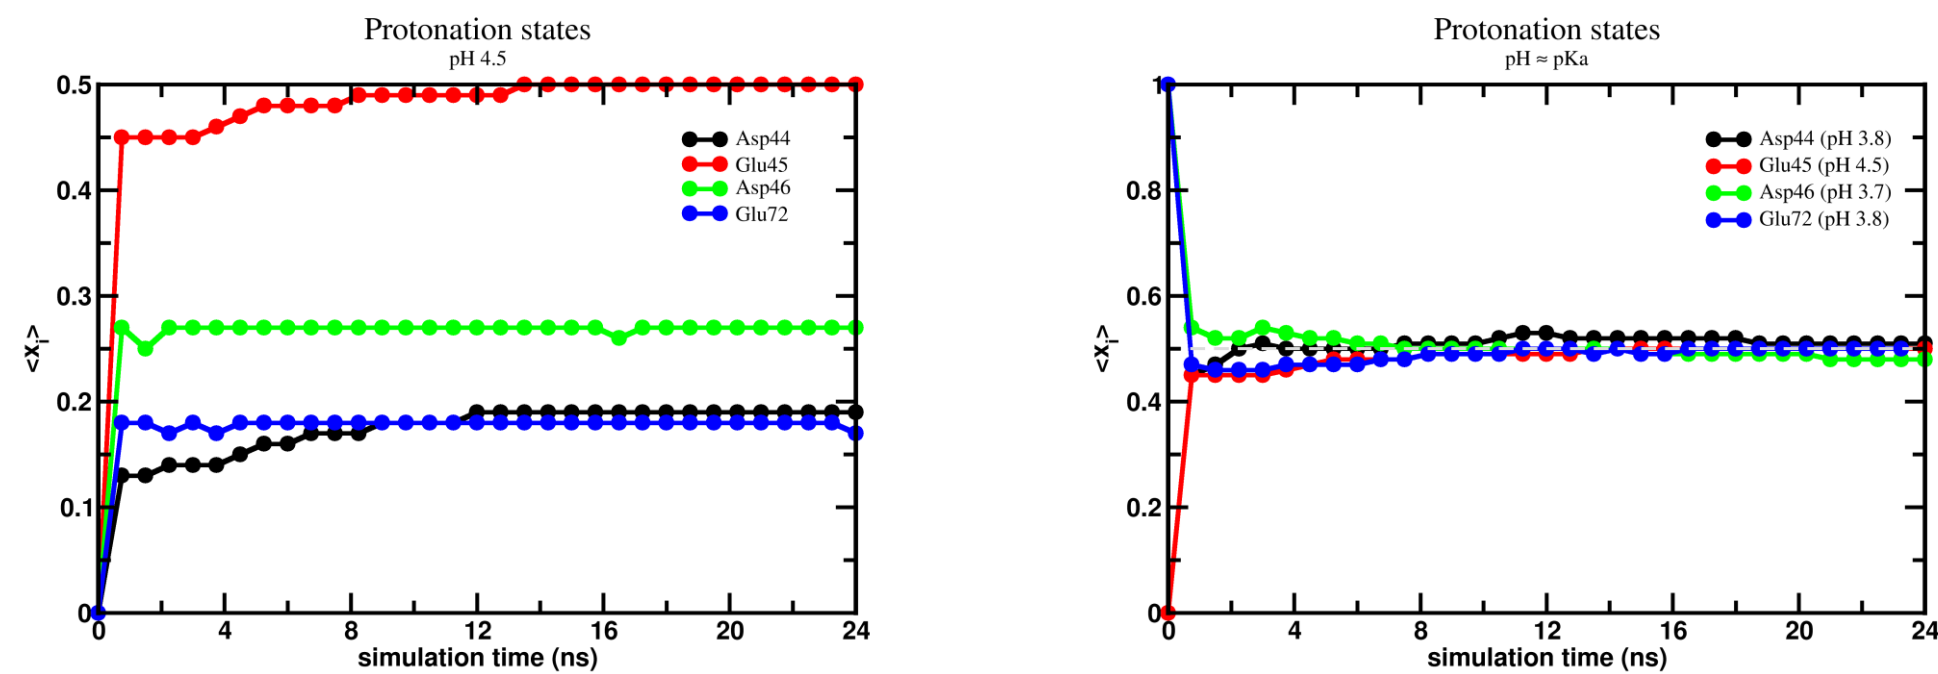 Protonation states
pH 4.5
0.5
0.4
0.3
0.2
0.1
0
<x_i>
Asp44
Glu45
Asp46
Glu72
0 4 8 12 16 20 24
simulation time (ns)
Protonation states
pH ≈ pKa
1
0.8
0.6
0.4
0.2
0
<x_i>
Asp44 (pH 3.8)
Glu45 (pH 4.5)
Asp46 (pH 3.7)
Glu72 (pH 3.8)
0 4 8 12 16 20 24
simulation time (ns)